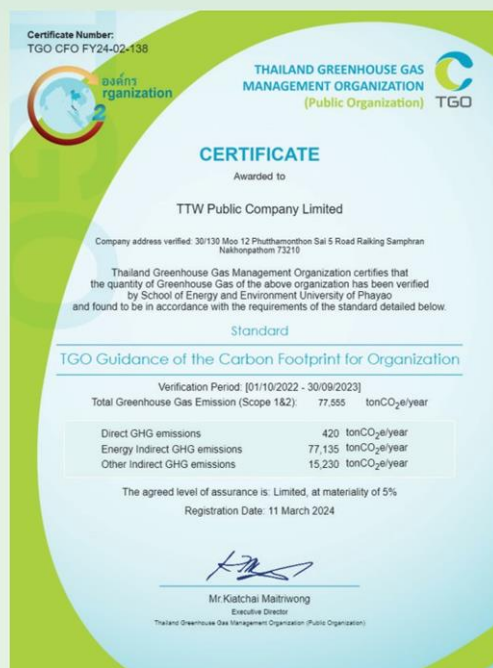 Certificate Number:
TGO CFO FY24-02-138
องค์กร
rganization
2
THAILAND GREENHOUSE GAS
MANAGEMENT ORGANIZATION
(Public Organization)
TGO
CERTIFICATE
Awarded to
TTW Public Company Limited
Company address verified: 30/130 Moo 12 Phutthamonthon Sai 5 Road Raiking Samphran
Nakhonpathom 73210
Thailand Greenhouse Gas Management Organization certifies that
the quantity of Greenhouse Gas of the above organization has been verified
by School of Energy and Environment University of Phayao
and found to be in accordance with the requirements of the standard detailed below.
Standard
TGO Guidance of the Carbon Footprint for Organization
Verification Period: [01/10/2022 - 30/09/2023]
Total Greenhouse Gas Emission (Scope 1&2): 77,555 tonCO2e/year
Direct GHG emissions 420 tonCO2e/year
Energy Indirect GHG emissions 77,135 tonCO2e/year
Other Indirect GHG emissions 15,230 tonCO2e/year
The agreed level of assurance is: Limited, at materiality of 5%
Registration Date: 11 March 2024
Mr.Kiatchai Maitriwong
Executive Director
Thailand Greenhouse Gas Management Organization (Public Organization)